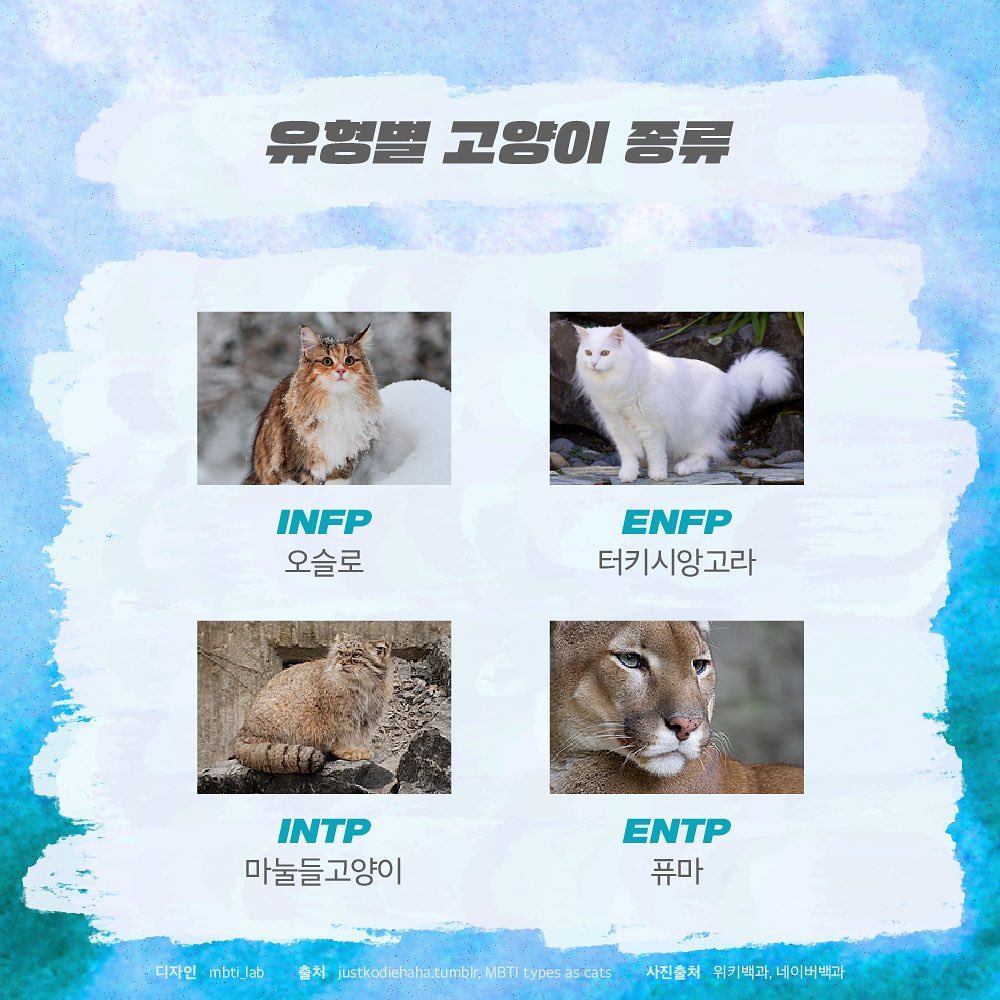 유형별 고양이 종류
INFP
오슬로
ENFP
터키시앙고라
INTP
마눌들고양이
ENTP
퓨마
디자인 mbti_lab 출처 justkodiehaha.tumblr, MBTI types as cats 사진출처 위키백과, 네이버백과